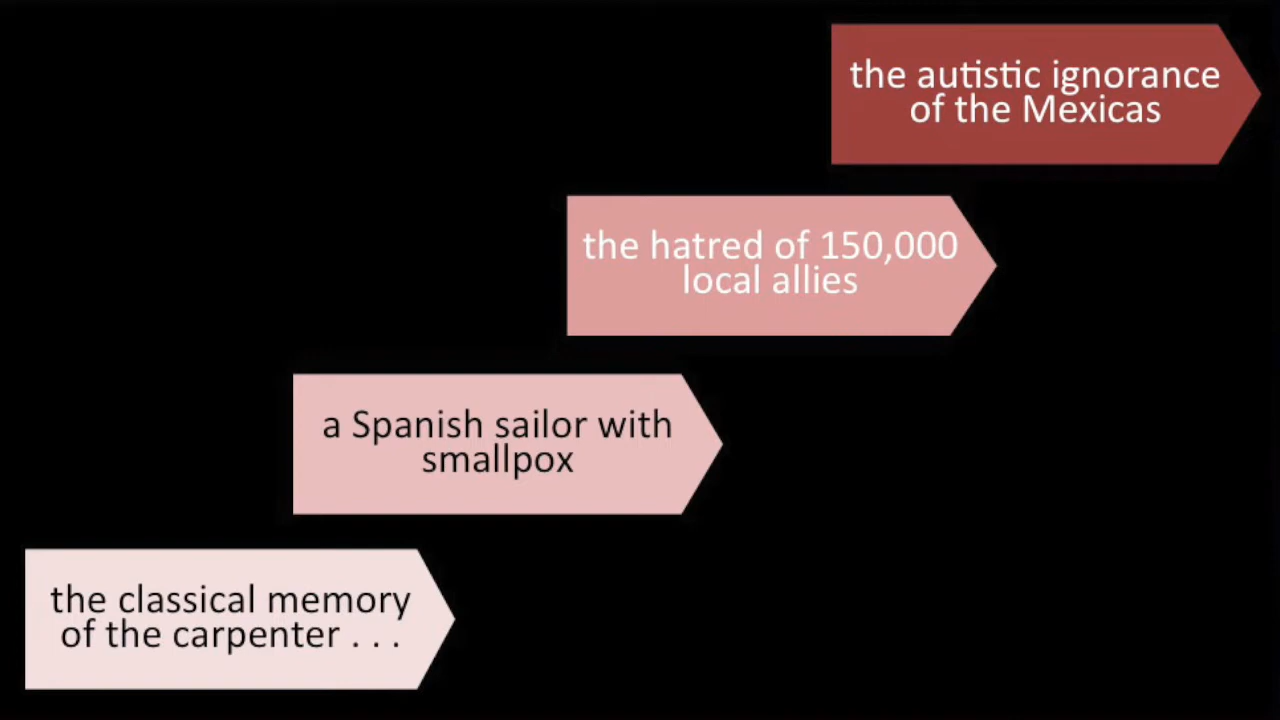 the autistic ignorance
of the Mexicas
the hatred of 150,000
local allies
a Spanish sailor with
smallpox
the classical memory
of the carpenter . . .